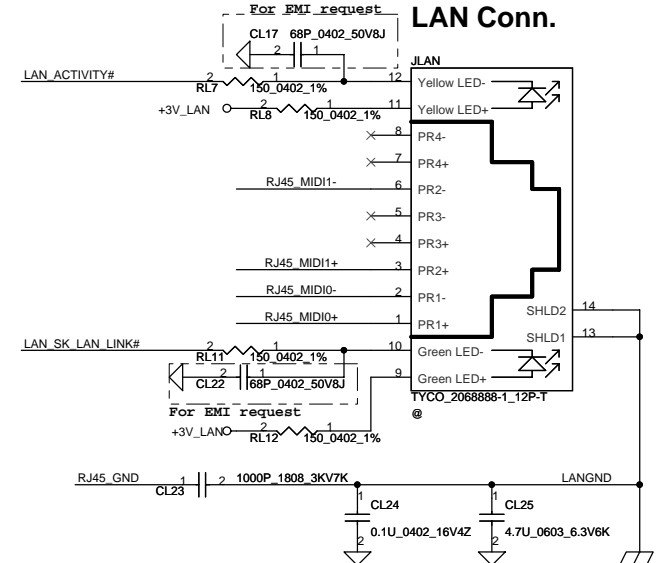 For EMI request
LAN Conn.
CL17 68P_0402_50V8J
2 1
JLAN
LAN_ACTIVITY# 2 1 12 Yellow LED-
RL7 150_0402_1%
+3V_LAN 2 1 11 Yellow LED+
RL8 150_0402_1%
8 PR4-
7 PR4+
RJ45_MIDI1- 6 PR2-
5 PR3-
4 PR3+
RJ45_MIDI1+ 3 PR2+
RJ45_MIDI0- 2 PR1-
SHLD2 14
RJ45_MIDI0+ 1 PR1+
SHLD1 13
LAN_SK_LAN_LINK# 2 1 10 Green LED-
RL11 150_0402_1%
2 1 9 Green LED+
CL22 68P_0402_50V8J
TYCO_2068888-1_12P-T
For EMI request
@
+3V_LAN 2 1
RL12 150_0402_1%
RJ45_GND 1 2 1000P_1808_3KV7K LANGND
CL23
1 1
CL24 CL25
0.1U_0402_16V4Z 4.7U_0603_6.3V6K
2 2